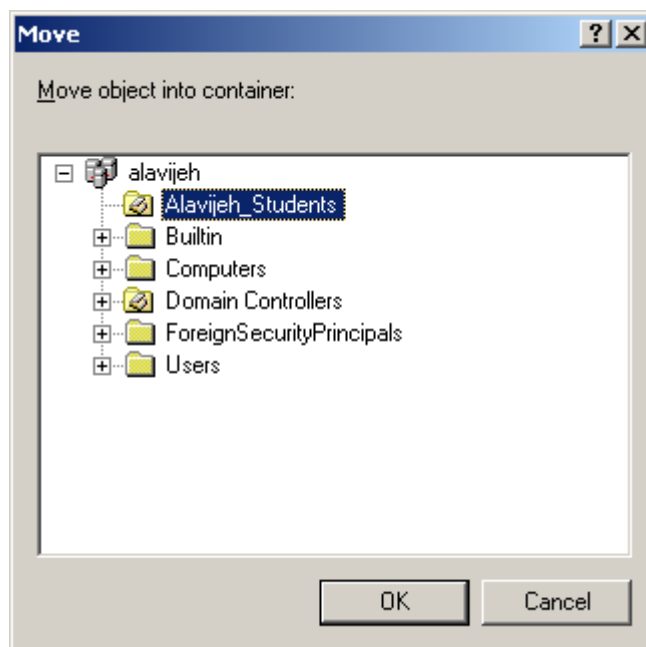 Move
Move object into container:
alavijeh
Alavijeh_Students
Builtin
Computers
Domain Controllers
ForeignSecurityPrincipals
Users
OK Cancel